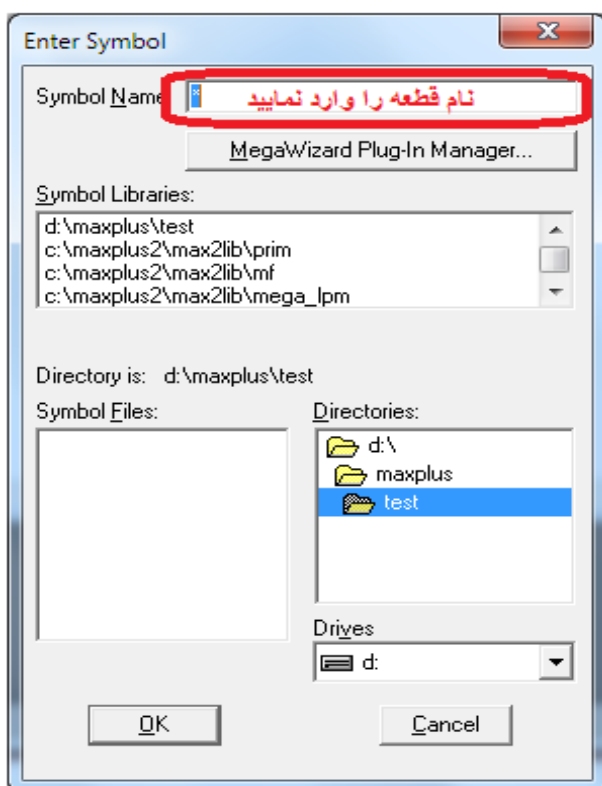 Enter Symbol
Symbol Name
* نام قطعه را وارد نمایید
MegaWizard Plug-In Manager...
Symbol Libraries:
d:\maxplus\test
c:\maxplus2\max2lib\prim
c:\maxplus2\max2lib\mf
c:\maxplus2\max2lib\mega_lpm
Directory is: d:\maxplus\test
Symbol Files:
Directories:
d:\
maxplus
test
Drives
d:
OK
Cancel